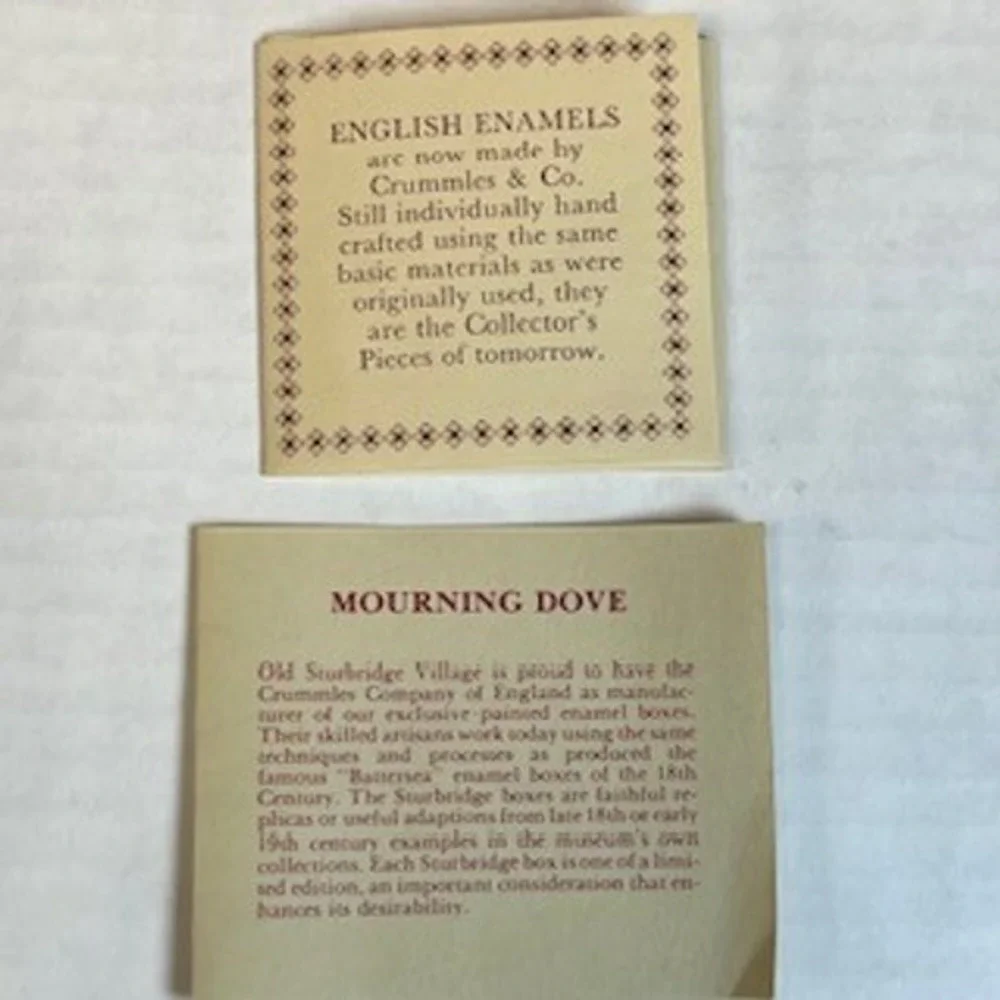 ENGLISH ENAMELS
are now made by
Crummles & Co.
Still individually hand
crafted using the same
basic materials as were
originally used, they
are the Collector's
Pieces of tomorrow.
MOURNING DOVE
Old Sturbridge Village is proud to have the
Crummles Company of England as manufac-
turer of our exclusive painted enamel boxes.
Their skilled artisans work today using the same
techniques and processes as produced the
famous "Battersea" enamel boxes of the 18th
Century. The Sturbridge boxes are faithful re-
plicas or useful adaptions from late 18th or early
19th century examples in the museum's own
collections. Each Sturbridge box is one of a limi-
ted edition, an important consideration that en-
hances its desirability.